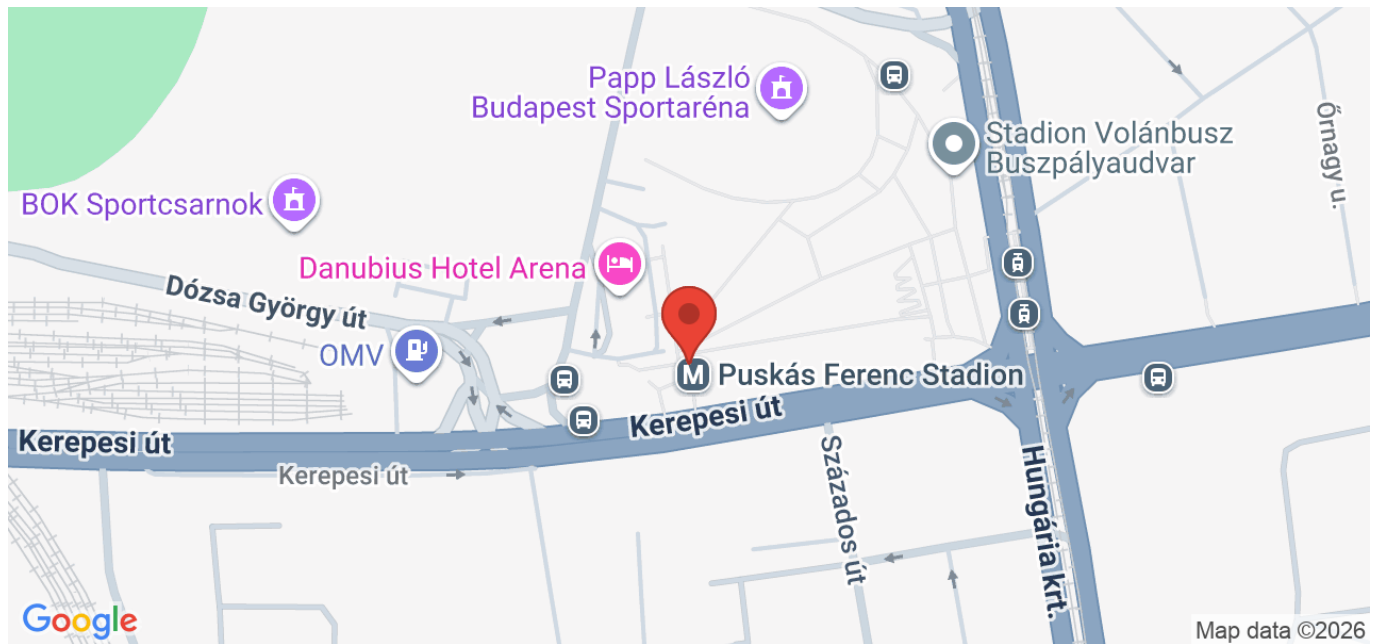 Papp László
Budapest Sportaréna
Stadion Volánbusz
Buszpályaudvar
Őrnagy u.
BOK Sportcsarnok
Danubius Hotel Arena
Dózsa György út
OMV
M Puskás Ferenc Stadion
Kerepesi út
Kerepesi út
Kerepesi út
Százados út
Hungária krt.
Google
Map data ©2026